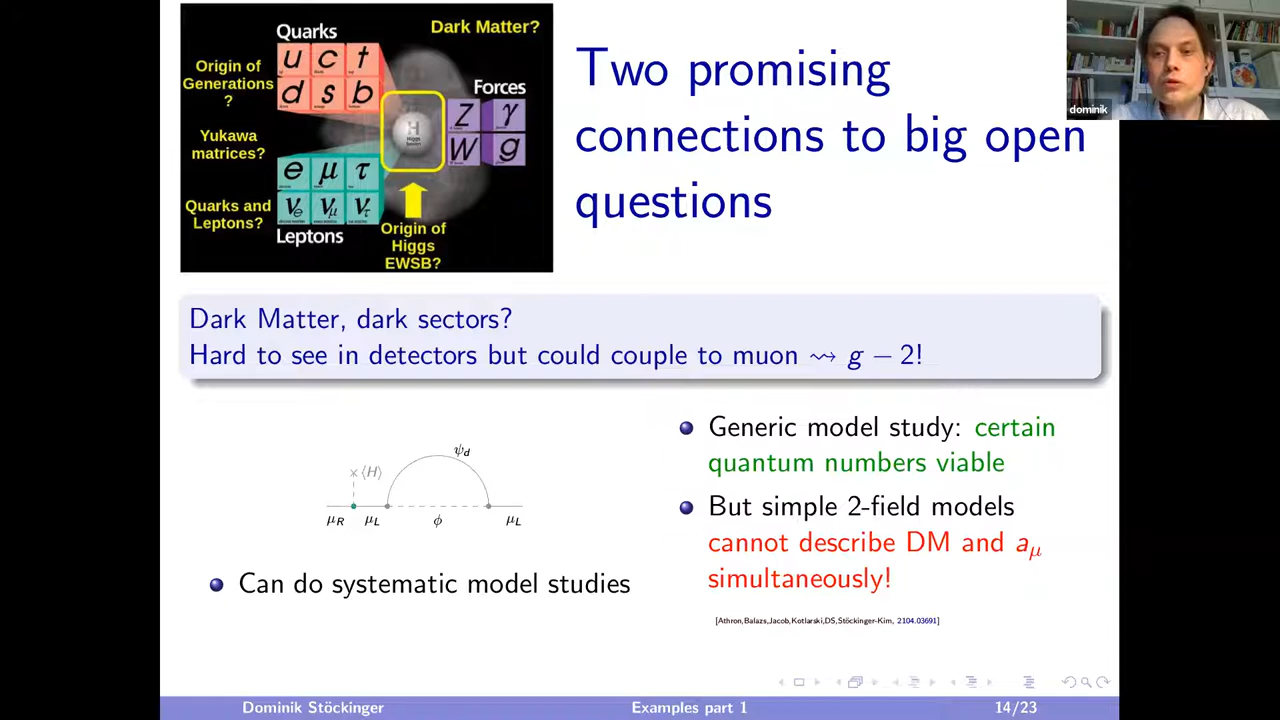 Quarks
Dark Matter?
u c t
d s b
Origin of
Generations
?
Yukawa
matrices?
Quarks and
Leptons?
H
Forces
Z γ
W g
e μ τ
νe νμ ντ
Leptons
Origin of
Higgs
EWSB?
Two promising
connections to big open
questions
dominik
Dark Matter, dark sectors?
Hard to see in detectors but could couple to muon ⇝ g − 2!
ψd
×⟨H⟩
μR μL ϕ μL
Can do systematic model studies
Generic model study: certain
quantum numbers viable
But simple 2-field models
cannot describe DM and aμ
simultaneously!
[Athron,Balazs,Jacob,Kotlarski,DS,Stöckinger-Kim, 2104.03691]
Dominik Stöckinger
Examples part 1
14/23